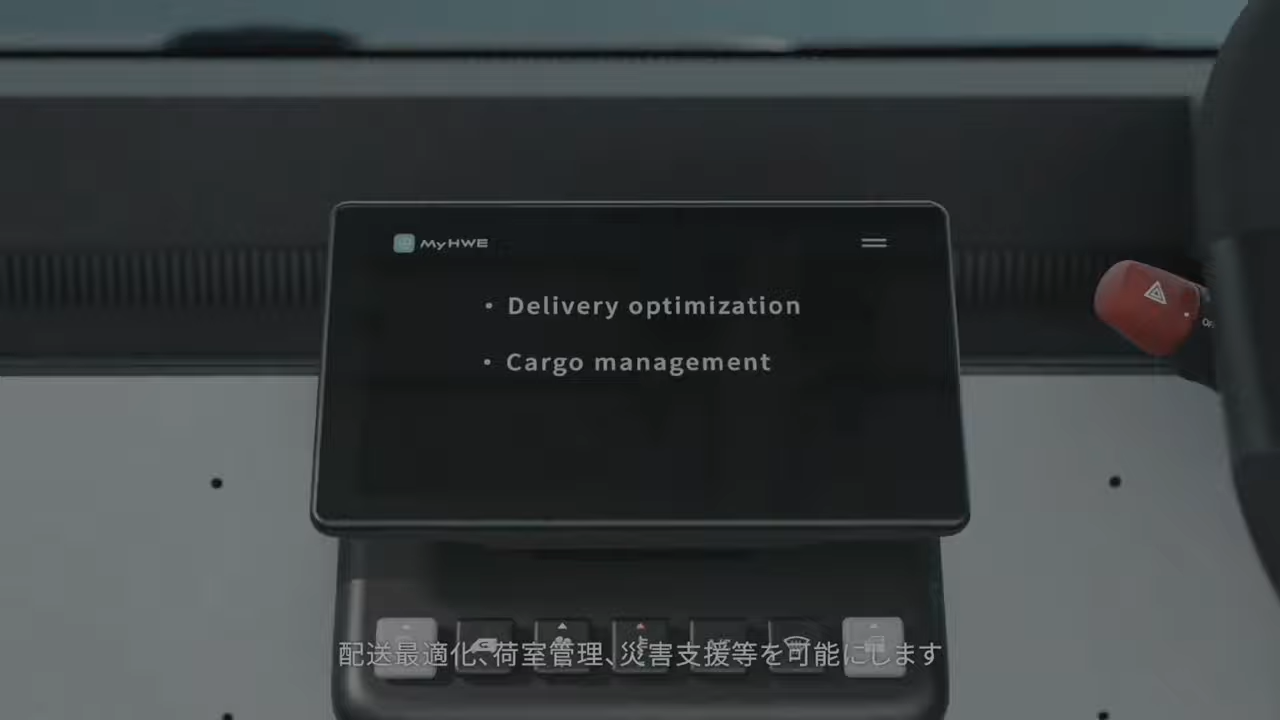 MyHWE
• Delivery optimization
• Cargo management
配送最適化、荷室管理、災害支援等を可能にします